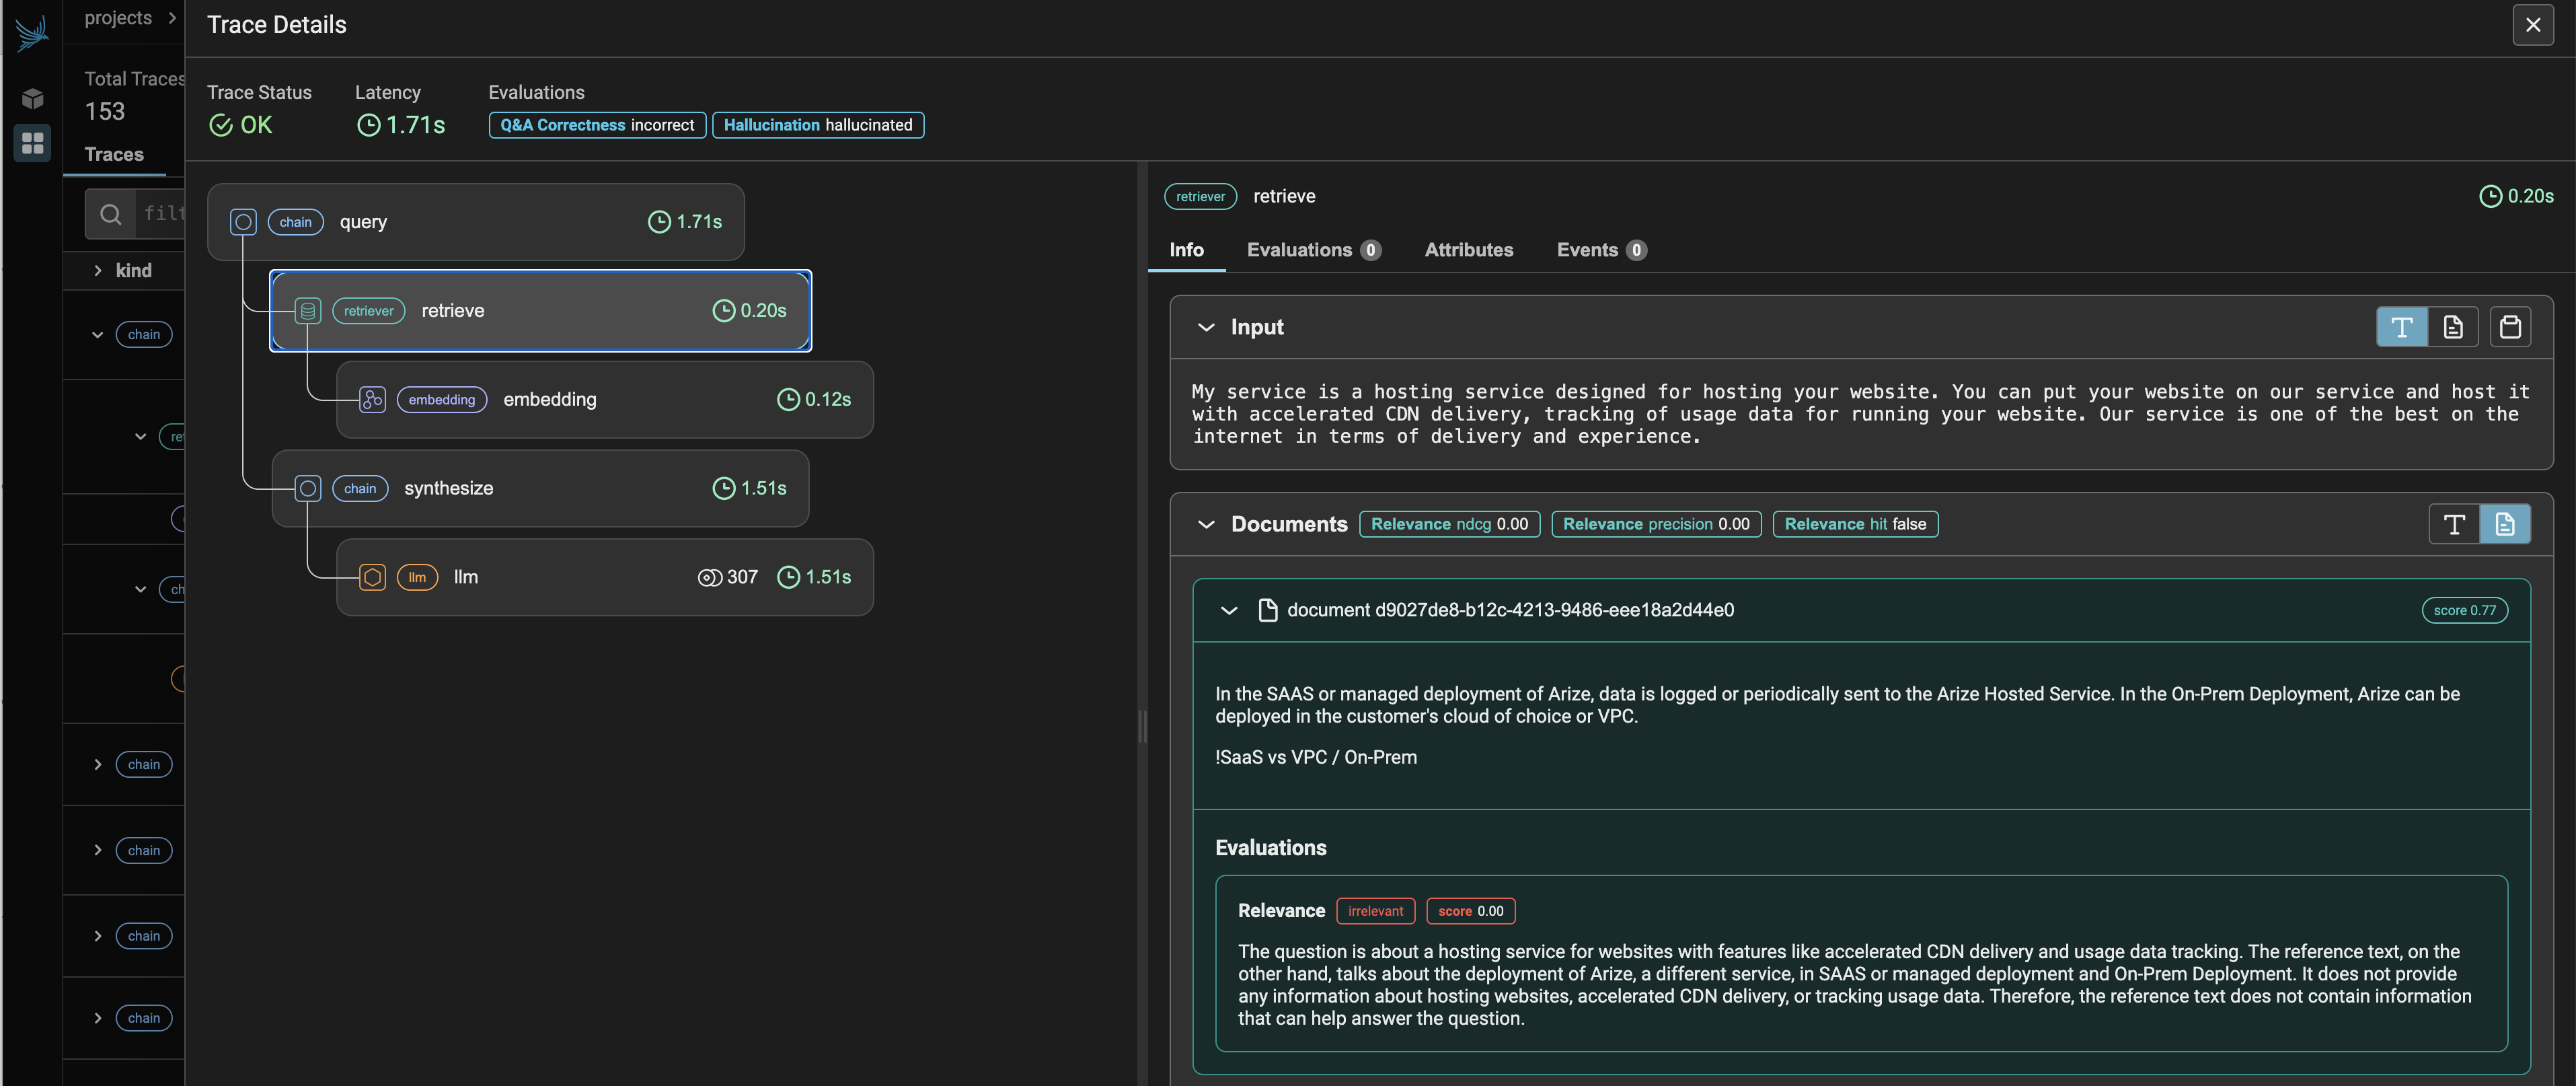 projects
Trace Details
Total Traces
153
Traces
kind
chain
chain
chain
chain
chain
Trace Status
OK
Latency
1.71s
Evaluations
Q&A Correctness incorrect
Hallucination hallucinated
chain query 1.71s
retriever retrieve 0.20s
embedding embedding 0.12s
chain synthesize 1.51s
llm llm 307 1.51s
retriever retrieve 0.20s
Info Evaluations 0 Attributes Events 0
Input
My service is a hosting service designed for hosting your website. You can put your website on our service and host it
with accelerated CDN delivery, tracking of usage data for running your website. Our service is one of the best on the
internet in terms of delivery and experience.
Documents Relevance ndcg 0.00 Relevance precision 0.00 Relevance hit false
document d9027de8-b12c-4213-9486-eee18a2d44e0 score 0.77
In the SAAS or managed deployment of Arize, data is logged or periodically sent to the Arize Hosted Service. In the On-Prem Deployment, Arize can be
deployed in the customer's cloud of choice or VPC.
!SaaS vs VPC / On-Prem
Evaluations
Relevance irrelevant score 0.00
The question is about a hosting service for websites with features like accelerated CDN delivery and usage data tracking. The reference text, on the
other hand, talks about the deployment of Arize, a different service, in SAAS or managed deployment and On-Prem Deployment. It does not provide
any information about hosting websites, accelerated CDN delivery, or tracking usage data. Therefore, the reference text does not contain information
that can help answer the question.